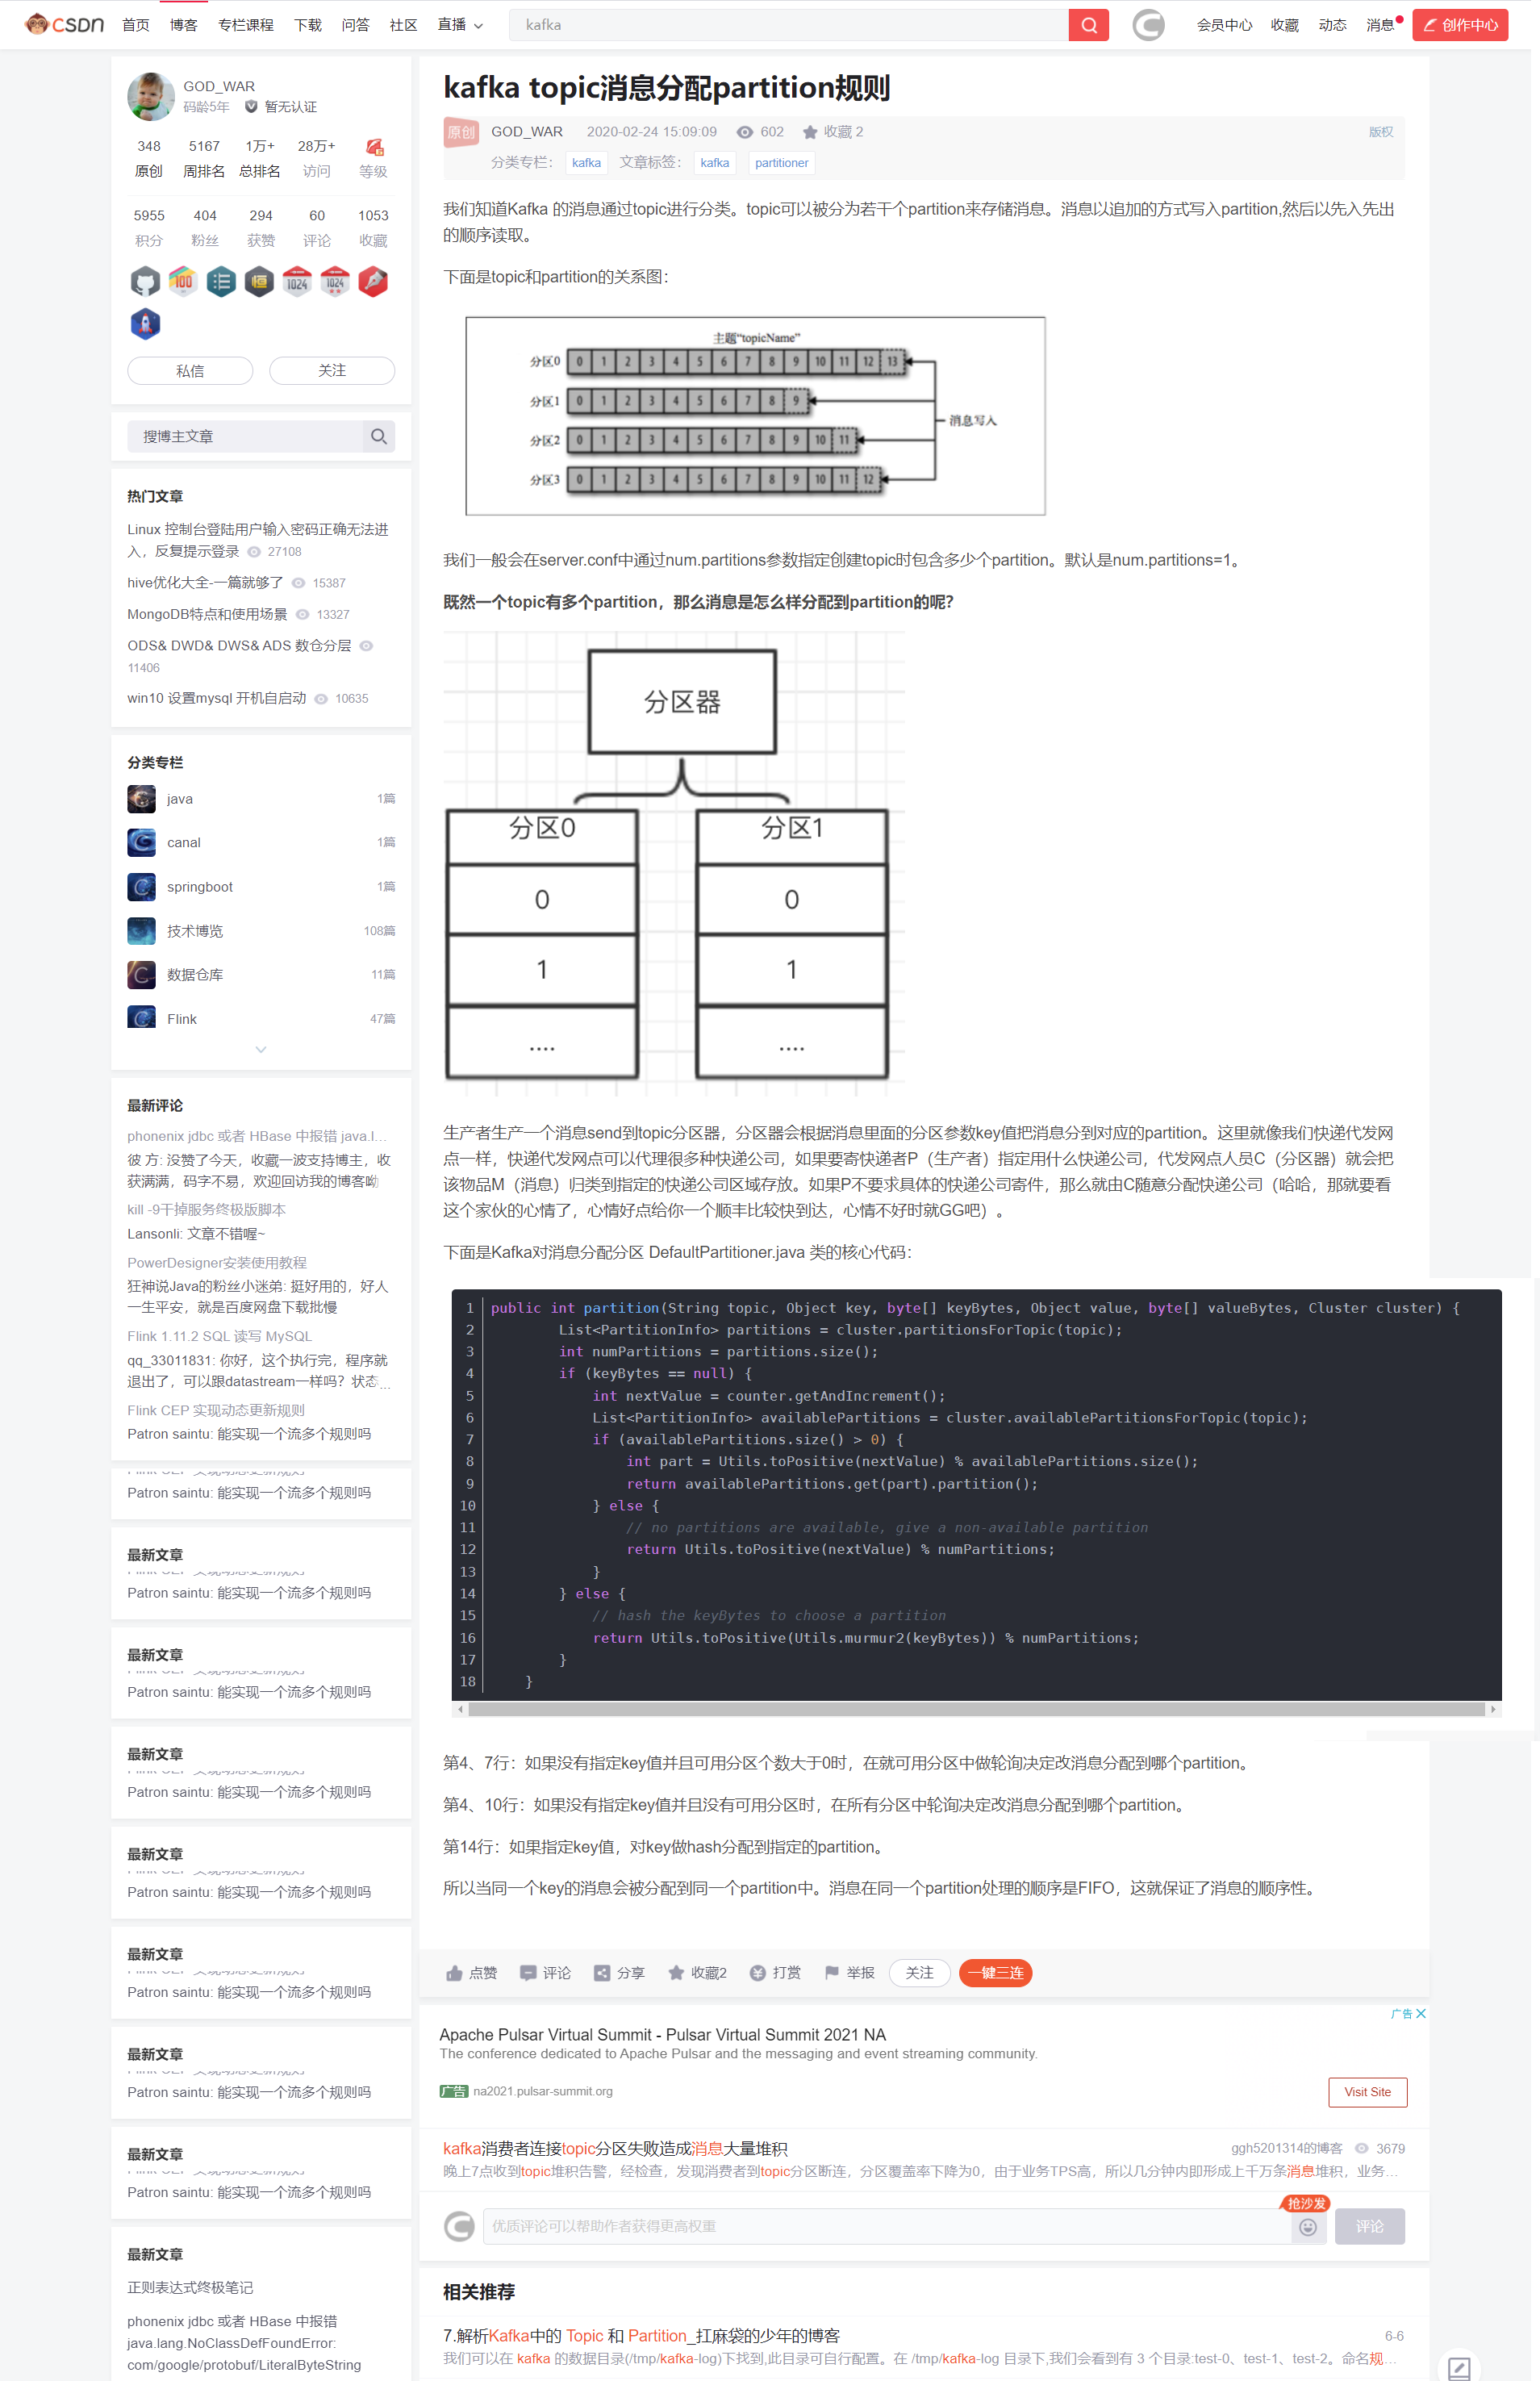 CSDN 首页 博客 专栏课程 下载 问答 社区 直播 kafka 会员中心 收藏 动态 消息 创作中心
GOD_WAR
码龄5年 暂无认证
348 5167 1万+ 28万+
原创 周排名 总排名 访问 等级
5955 404 294 60 1053
积分 粉丝 获赞 评论 收藏
100 1024 1024
私信 关注
搜博主文章
热门文章
Linux 控制台登陆用户输入密码正确无法进
入，反复提示登录 27108
hive优化大全-一篇就够了 15387
MongoDB特点和使用场景 13327
ODS& DWD& DWS& ADS 数仓分层
11406
win10 设置mysql 开机自启动 10635
分类专栏
java 1篇
canal 1篇
springboot 1篇
技术博览 108篇
数据仓库 11篇
Flink 47篇
最新评论
phonenix jdbc 或者 HBase 中报错 java.l...
彼 方: 没赞了今天，收藏一波支持博主，收
获满满，码字不易，欢迎回访我的博客呦
kill -9干掉服务终极版脚本
Lansonli: 文章不错喔~
PowerDesigner安装使用教程
狂神说Java的粉丝小迷弟: 挺好用的，好人
一生平安，就是百度网盘下载批慢
Flink 1.11.2 SQL 读写 MySQL
qq_33011831: 你好，这个执行完，程序就
退出了，可以跟datastream一样吗？状态...
Flink CEP 实现动态更新规则
Patron saintu: 能实现一个流多个规则吗
Patron saintu: 能实现一个流多个规则吗
最新文章
Patron saintu: 能实现一个流多个规则吗
最新文章
Patron saintu: 能实现一个流多个规则吗
最新文章
Patron saintu: 能实现一个流多个规则吗
最新文章
Patron saintu: 能实现一个流多个规则吗
最新文章
Patron saintu: 能实现一个流多个规则吗
最新文章
Patron saintu: 能实现一个流多个规则吗
最新文章
Patron saintu: 能实现一个流多个规则吗
最新文章
正则表达式终极笔记
phonenix jdbc 或者 HBase 中报错
java.lang.NoClassDefFoundError:
com/google/protobuf/LiteralByteString
kafka topic消息分配partition规则
原创 GOD_WAR 2020-02-24 15:09:09 602 收藏 2 版权
分类专栏： kafka 文章标签： kafka partitioner
我们知道Kafka 的消息通过topic进行分类。topic可以被分为若干个partition来存储消息。消息以追加的方式写入partition,然后以先入先出
的顺序读取。
下面是topic和partition的关系图：
主题“topicName”
分区0 0 1 2 3 4 5 6 7 8 9 10 11 12 13
分区1 0 1 2 3 4 5 6 7 8 9
消息写入
分区2 0 1 2 3 4 5 6 7 8 9 10 11
分区3 0 1 2 3 4 5 6 7 8 9 10 11 12
我们一般会在server.conf中通过num.partitions参数指定创建topic时包含多少个partition。默认是num.partitions=1。
既然一个topic有多个partition，那么消息是怎么样分配到partition的呢？
分区器
分区0 分区1
0 0
1 1
.... ....
生产者生产一个消息send到topic分区器，分区器会根据消息里面的分区参数key值把消息分到对应的partition。这里就像我们快递代发网
点一样，快递代发网点可以代理很多种快递公司，如果要寄快递者P（生产者）指定用什么快递公司，代发网点人员C（分区器）就会把
该物品M（消息）归类到指定的快递公司区域存放。如果P不要求具体的快递公司寄件，那么就由C随意分配快递公司（哈哈，那就要看
这个家伙的心情了，心情好点给你一个顺丰比较快到达，心情不好时就GG吧）。
下面是Kafka对消息分配分区 DefaultPartitioner.java 类的核心代码：
1 public int partition(String topic, Object key, byte[] keyBytes, Object value, byte[] valueBytes, Cluster cluster) {
2 List<PartitionInfo> partitions = cluster.partitionsForTopic(topic);
3 int numPartitions = partitions.size();
4 if (keyBytes == null) {
5 int nextValue = counter.getAndIncrement();
6 List<PartitionInfo> availablePartitions = cluster.availablePartitionsForTopic(topic);
7 if (availablePartitions.size() > 0) {
8 int part = Utils.toPositive(nextValue) % availablePartitions.size();
9 return availablePartitions.get(part).partition();
10 } else {
11 // no partitions are available, give a non-available partition
12 return Utils.toPositive(nextValue) % numPartitions;
13 }
14 } else {
15 // hash the keyBytes to choose a partition
16 return Utils.toPositive(Utils.murmur2(keyBytes)) % numPartitions;
17 }
18 }
第4、7行：如果没有指定key值并且可用分区个数大于0时，在就可用分区中做轮询决定改消息分配到哪个partition。
第4、10行：如果没有指定key值并且没有可用分区时，在所有分区中轮询决定改消息分配到哪个partition。
第14行：如果指定key值，对key做hash分配到指定的partition。
所以当同一个key的消息会被分配到同一个partition中。消息在同一个partition处理的顺序是FIFO，这就保证了消息的顺序性。
点赞 评论 分享 收藏2 打赏 举报 关注 一键三连
广告
Apache Pulsar Virtual Summit - Pulsar Virtual Summit 2021 NA
The conference dedicated to Apache Pulsar and the messaging and event streaming community.
广告 na2021.pulsar-summit.org Visit Site
kafka消费者连接topic分区失败造成消息大量堆积 ggh5201314的博客 3679
晚上7点收到topic堆积告警，经检查，发现消费者到topic分区断连，分区覆盖率下降为0，由于业务TPS高，所以几分钟内即形成上千万条消息堆积，业务...
抢沙发
优质评论可以帮助作者获得更高权重 评论
相关推荐
7.解析Kafka中的 Topic 和 Partition_扛麻袋的少年的博客 6-6
我们可以在 kafka 的数据目录(/tmp/kafka-log)下找到,此目录可自行配置。在 /tmp/kafka-log 目录下,我们会看到有 3 个目录:test-0、test-1、test-2。命名规...